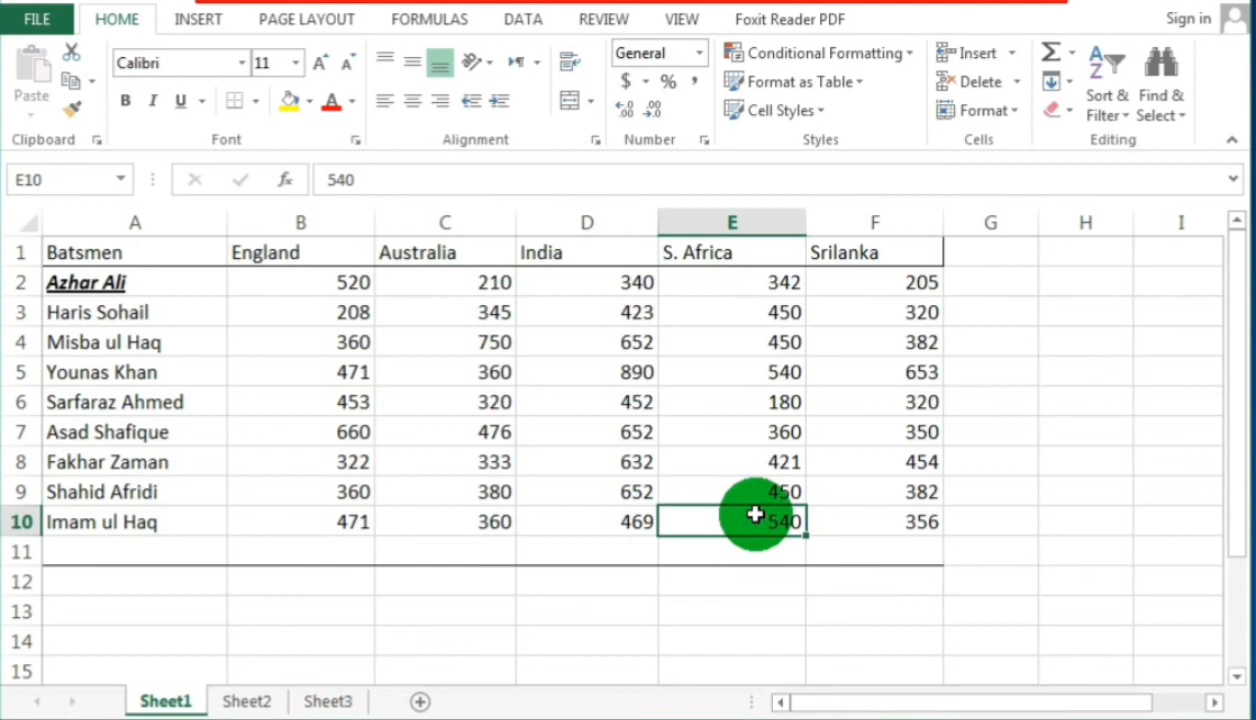 FILE HOME INSERT PAGE LAYOUT FORMULAS DATA REVIEW VIEW Foxit Reader PDF Sign in
Paste
Clipboard
Calibri 11
B I U A
Font
Alignment
General
$ % ,
Number
Conditional Formatting
Format as Table
Cell Styles
Styles
Insert
Delete
Format
Cells
Sort & Filter
Find & Select
Editing
E10 fx 540
A B C D E F G H I
1 Batsmen England Australia India S. Africa Srilanka
2 Azhar Ali 520 210 340 342 205
3 Haris Sohail 208 345 423 450 320
4 Misba ul Haq 360 750 652 450 382
5 Younas Khan 471 360 890 540 653
6 Sarfaraz Ahmed 453 320 452 180 320
7 Asad Shafique 660 476 652 360 350
8 Fakhar Zaman 322 333 632 421 454
9 Shahid Afridi 360 380 652 450 382
10 Imam ul Haq 471 360 469 540 356
11
12
13
14
15
Sheet1 Sheet2 Sheet3